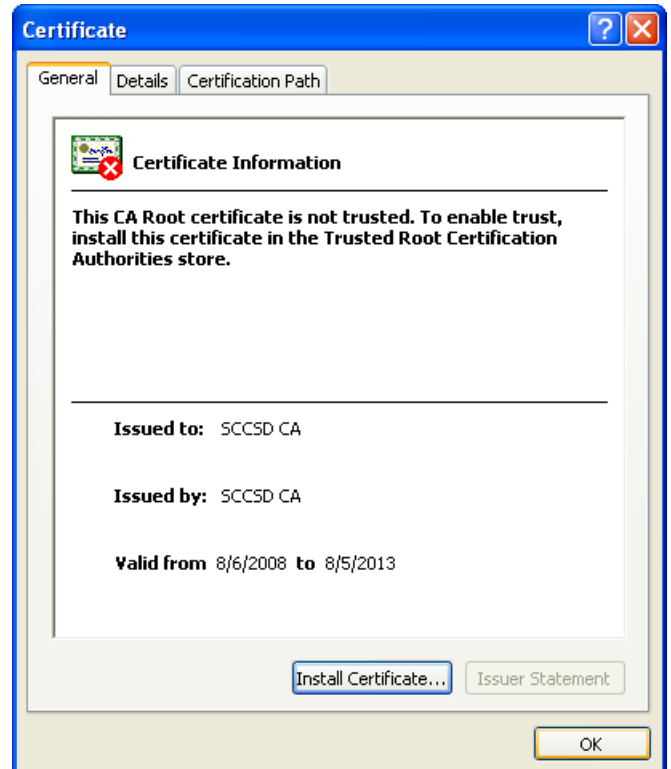 Certificate
General Details Certification Path
Certificate Information
This CA Root certificate is not trusted. To enable trust,
install this certificate in the Trusted Root Certification
Authorities store.
Issued to: SCCSD CA
Issued by: SCCSD CA
Valid from 8/6/2008 to 8/5/2013
Install Certificate... Issuer Statement
OK